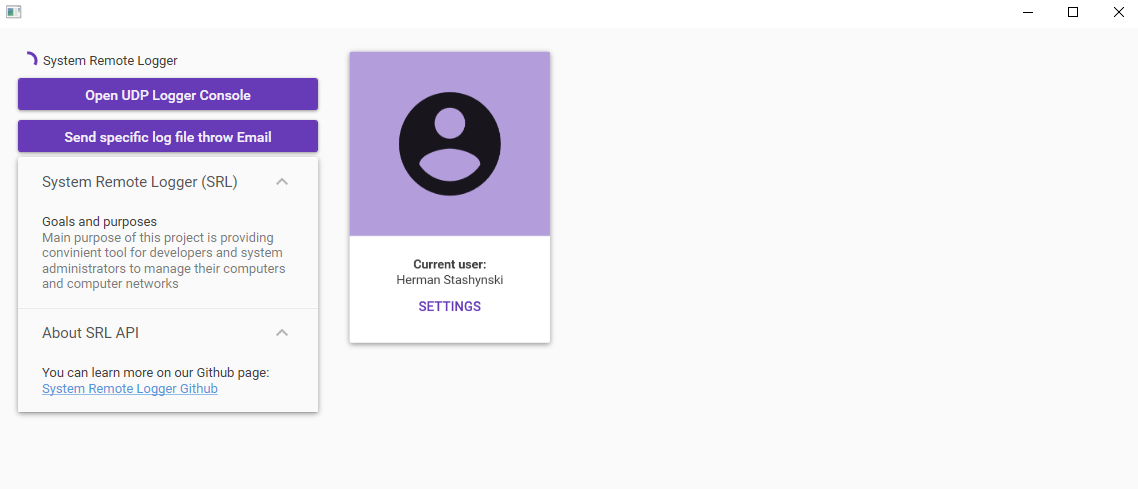 System Remote Logger
Open UDP Logger Console
Send specific log file throw Email
System Remote Logger (SRL)
Goals and purposes
Main purpose of this project is providing
convinient tool for developers and system
administrators to manage their computers
and computer networks
About SRL API
You can learn more on our Github page:
System Remote Logger Github
Current user:
Herman Stashynski
SETTINGS